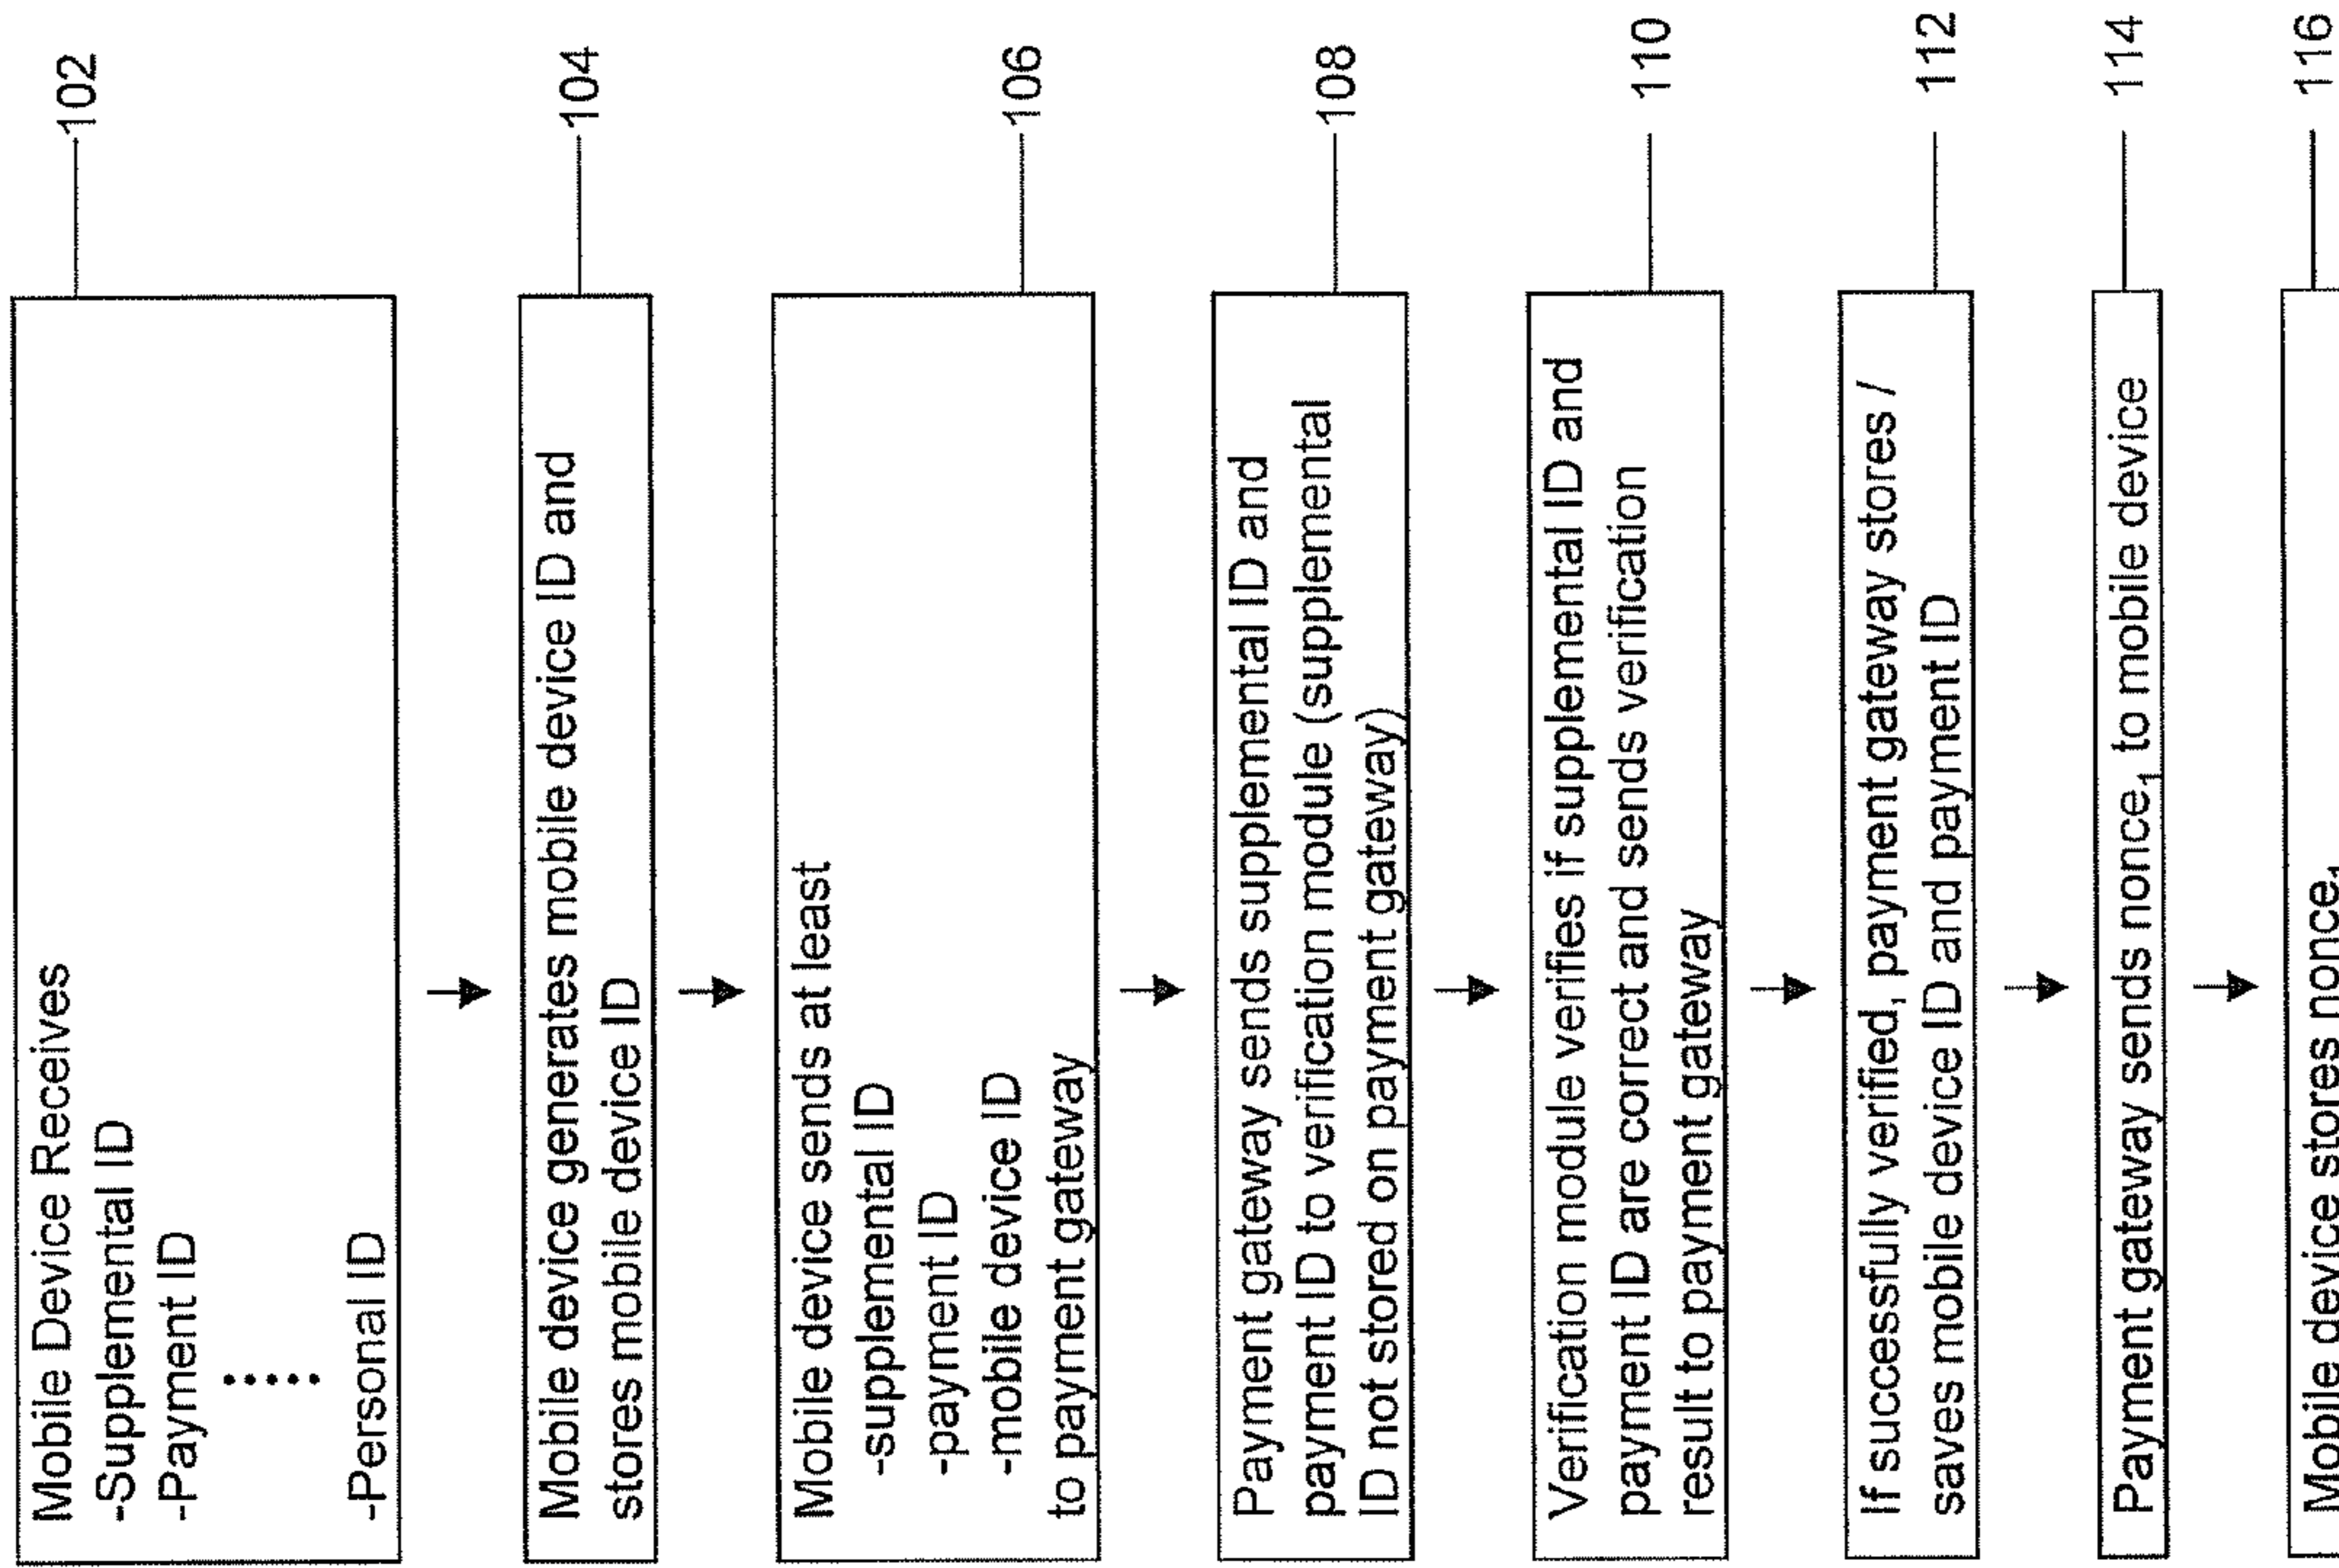 Mobile Device Receives
-Supplemental ID
-Payment ID
.....
-Personal ID
102
Mobile device generates mobile device ID and
stores mobile device ID
104
Mobile device sends at least
-supplemental ID
-payment ID
-mobile device ID
to payment gateway
106
Payment gateway sends supplemental ID and
payment ID to verification module (supplemental
ID not stored on payment gateway)
108
Verification module verifies if supplemental ID and
payment ID are correct and sends verification
result to payment gateway
110
If successfully verified, payment gateway stores /
saves mobile device ID and payment ID
112
Payment gateway sends nonce₁ to mobile device
114
Mobile device stores nonce₁
116